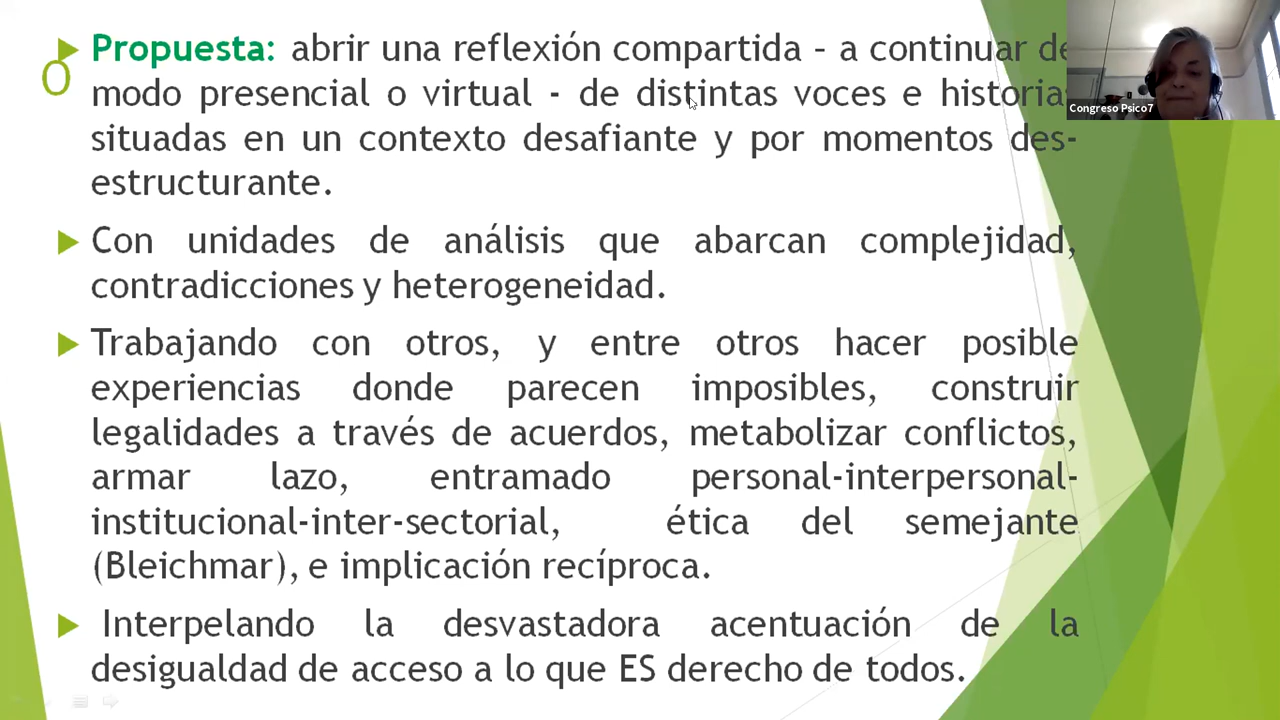 Propuesta: abrir una reflexión compartida – a continuar de
O
modo presencial o virtual - de distintas voces e historias
situadas en un contexto desafiante y por momentos des-
estructurante.
Con unidades de análisis que abarcan complejidad,
contradicciones y heterogeneidad.
Trabajando con otros, y entre otros hacer posible
experiencias donde parecen imposibles, construir
legalidades a través de acuerdos, metabolizar conflictos,
armar lazo, entramado personal-interpersonal-
institucional-inter-sectorial, ética del semejante
(Bleichmar), e implicación recíproca.
Interpelando la desvastadora acentuación de la
desigualdad de acceso a lo que ES derecho de todos.
Congreso Psico7